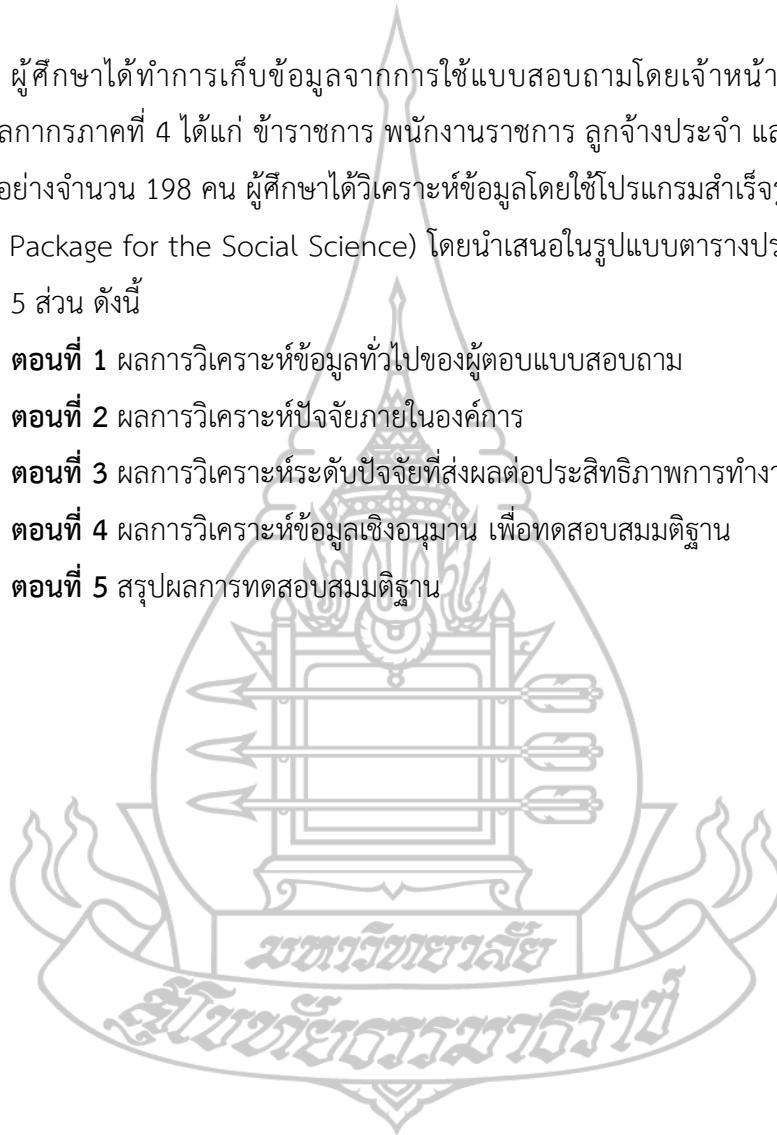 ผู้ศึกษาได้ทำการเก็บข้อมูลจากการใช้แบบสอบถามโดยเจ้าหน้า
ลกากรภาคที่ 4 ได้แก่ ข้าราชการ พนักงานราชการ ลูกจ้างประจำ แล
อย่างจำนวน 198 คน ผู้ศึกษาได้วิเคราะห์ข้อมูลโดยใช้โปรแกรมสำเร็จรู
Package for the Social Science) โดยนำเสนอในรูปแบบตารางปร
5 ส่วน ดังนี้
ตอนที่ 1 ผลการวิเคราะห์ข้อมูลทั่วไปของผู้ตอบแบบสอบถาม
ตอนที่ 2 ผลการวิเคราะห์ปัจจัยภายในองค์การ
ตอนที่ 3 ผลการวิเคราะห์ระดับปัจจัยที่ส่งผลต่อประสิทธิภาพการทำงา
ตอนที่ 4 ผลการวิเคราะห์ข้อมูลเชิงอนุมาน เพื่อทดสอบสมมติฐาน
ตอนที่ 5 สรุปผลการทดสอบสมมติฐาน
มหาวิทยาลัย
สุโขทัยธรรมาธิราช